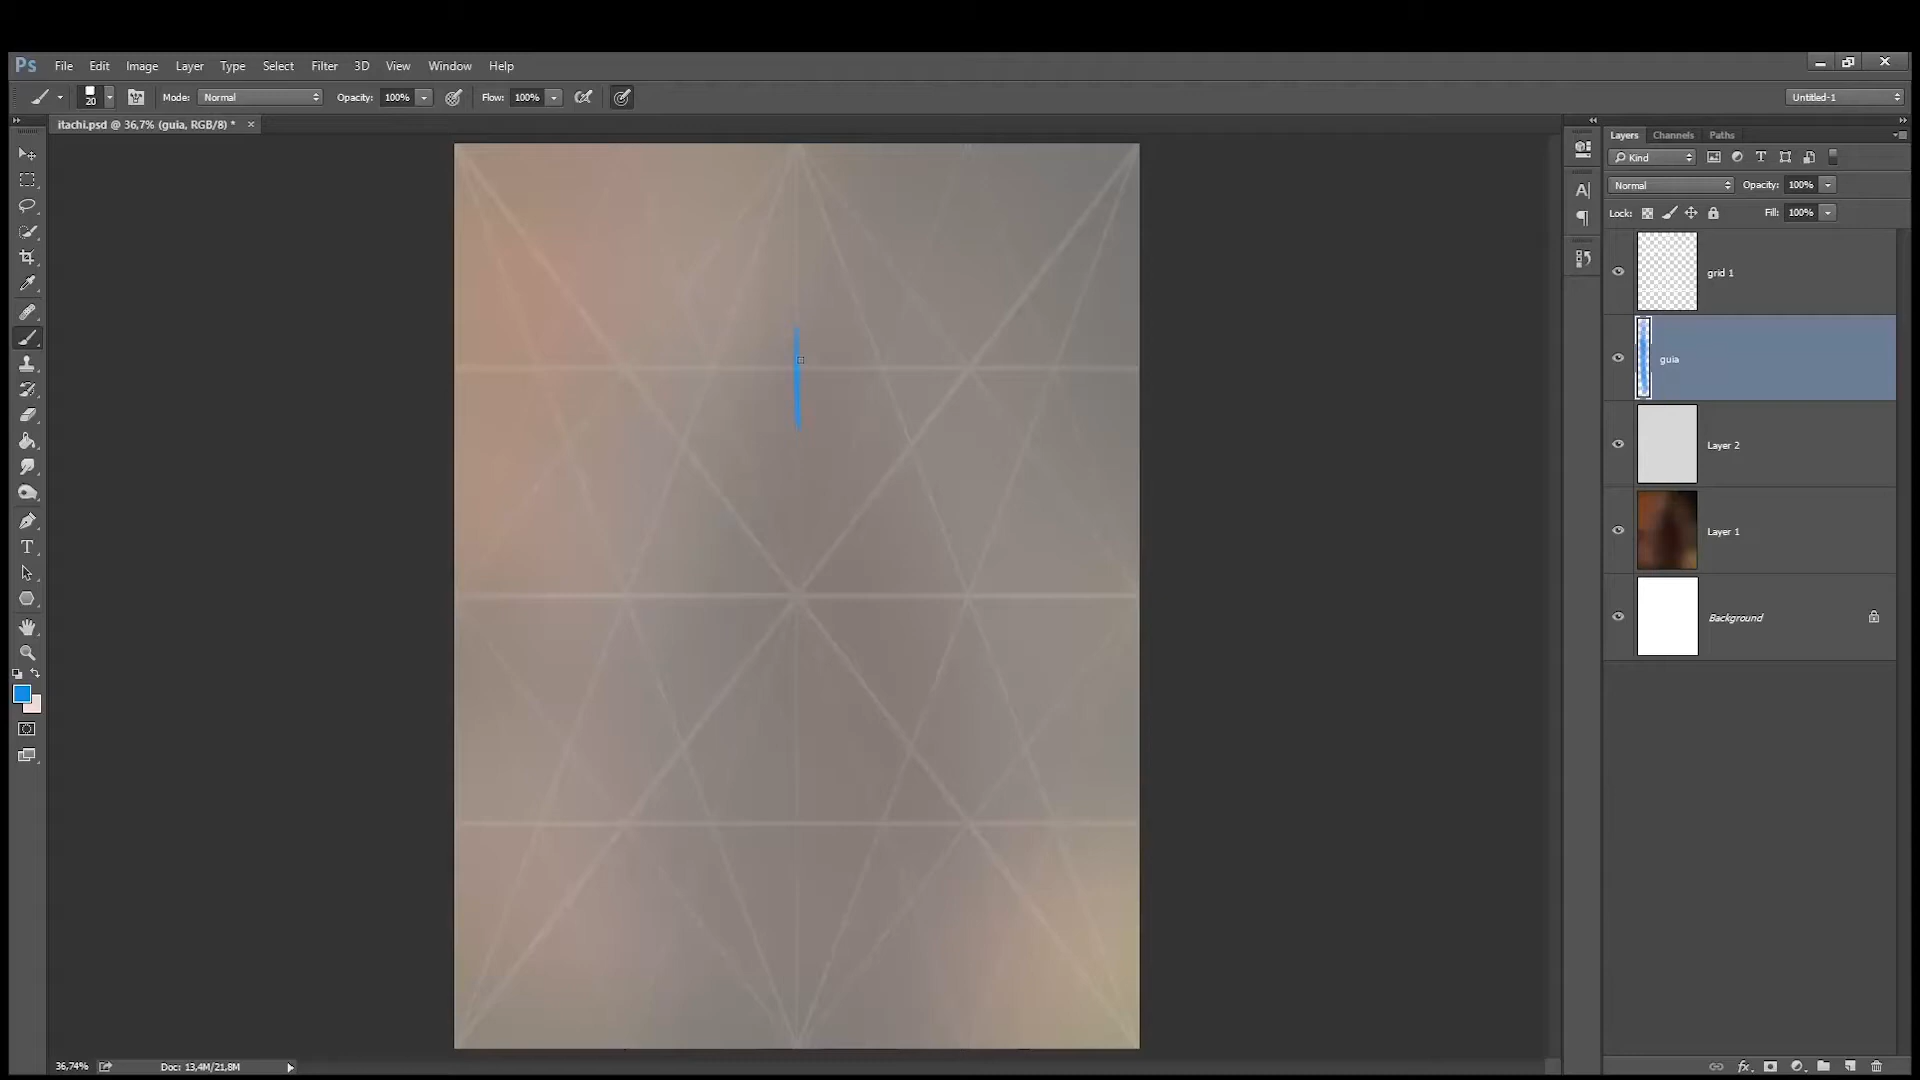 Ps File Edit Image Layer Type Select Filter 3D View Window Help
20 Mode: Normal Opacity: 100% Flow: 100% Untitled-1
itachi.psd @ 36,7% (guia, RGB/8) * ×
Layers Channels Paths
Kind
Normal Opacity: 100%
Lock: Fill: 100%
grid 1
guia
Layer 2
Layer 1
Background
36,74% Doc: 13,4M/21,8M